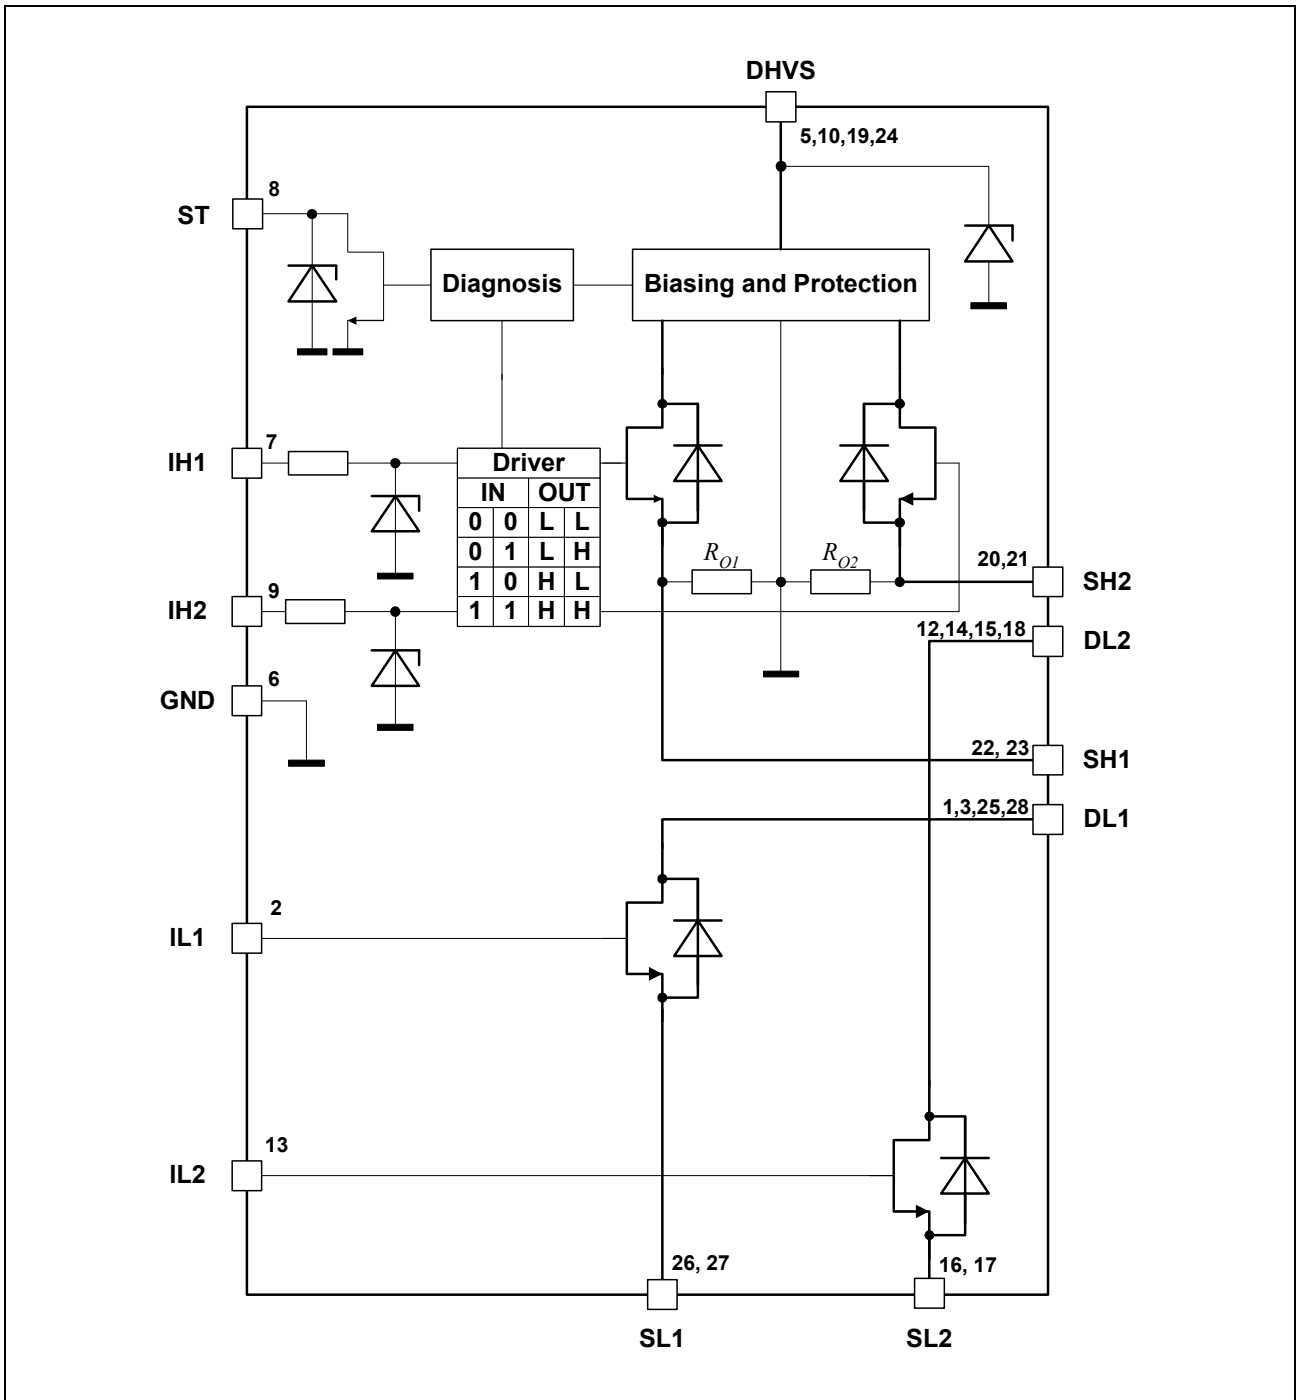 DHVS
5,10,19,24
8
ST
Diagnosis
Biasing and Protection
7
IH1
Driver
IN OUT
0 0 L L
0 1 L H
1 0 H L
1 1 H H
RO1
RO2
20,21
SH2
9
IH2
12,14,15,18
DL2
6
GND
22, 23
SH1
1,3,25,28
DL1
2
IL1
13
IL2
26, 27
16, 17
SL1
SL2